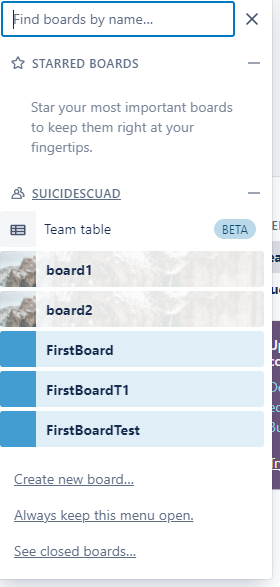 Find boards by name...
STARRED BOARDS
Star your most important boards
to keep them right at your
fingertips.
SUICIDESCUAD
Team table BETA
board1
board2
FirstBoard
FirstBoardT1
FirstBoardTest
Create new board...
Always keep this menu open.
See closed boards...